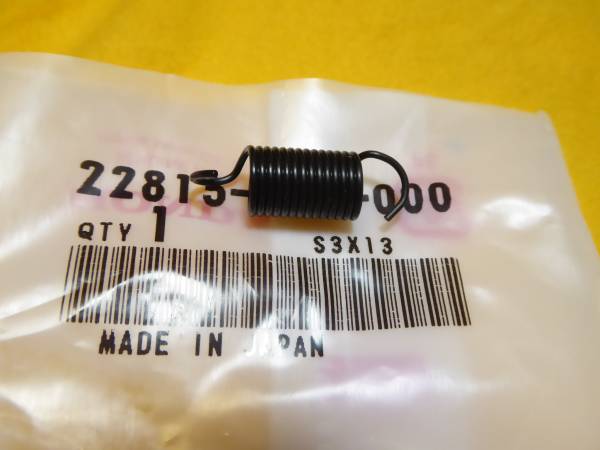 22815- -000
QTY 1 S3X13
MADE IN JAPAN